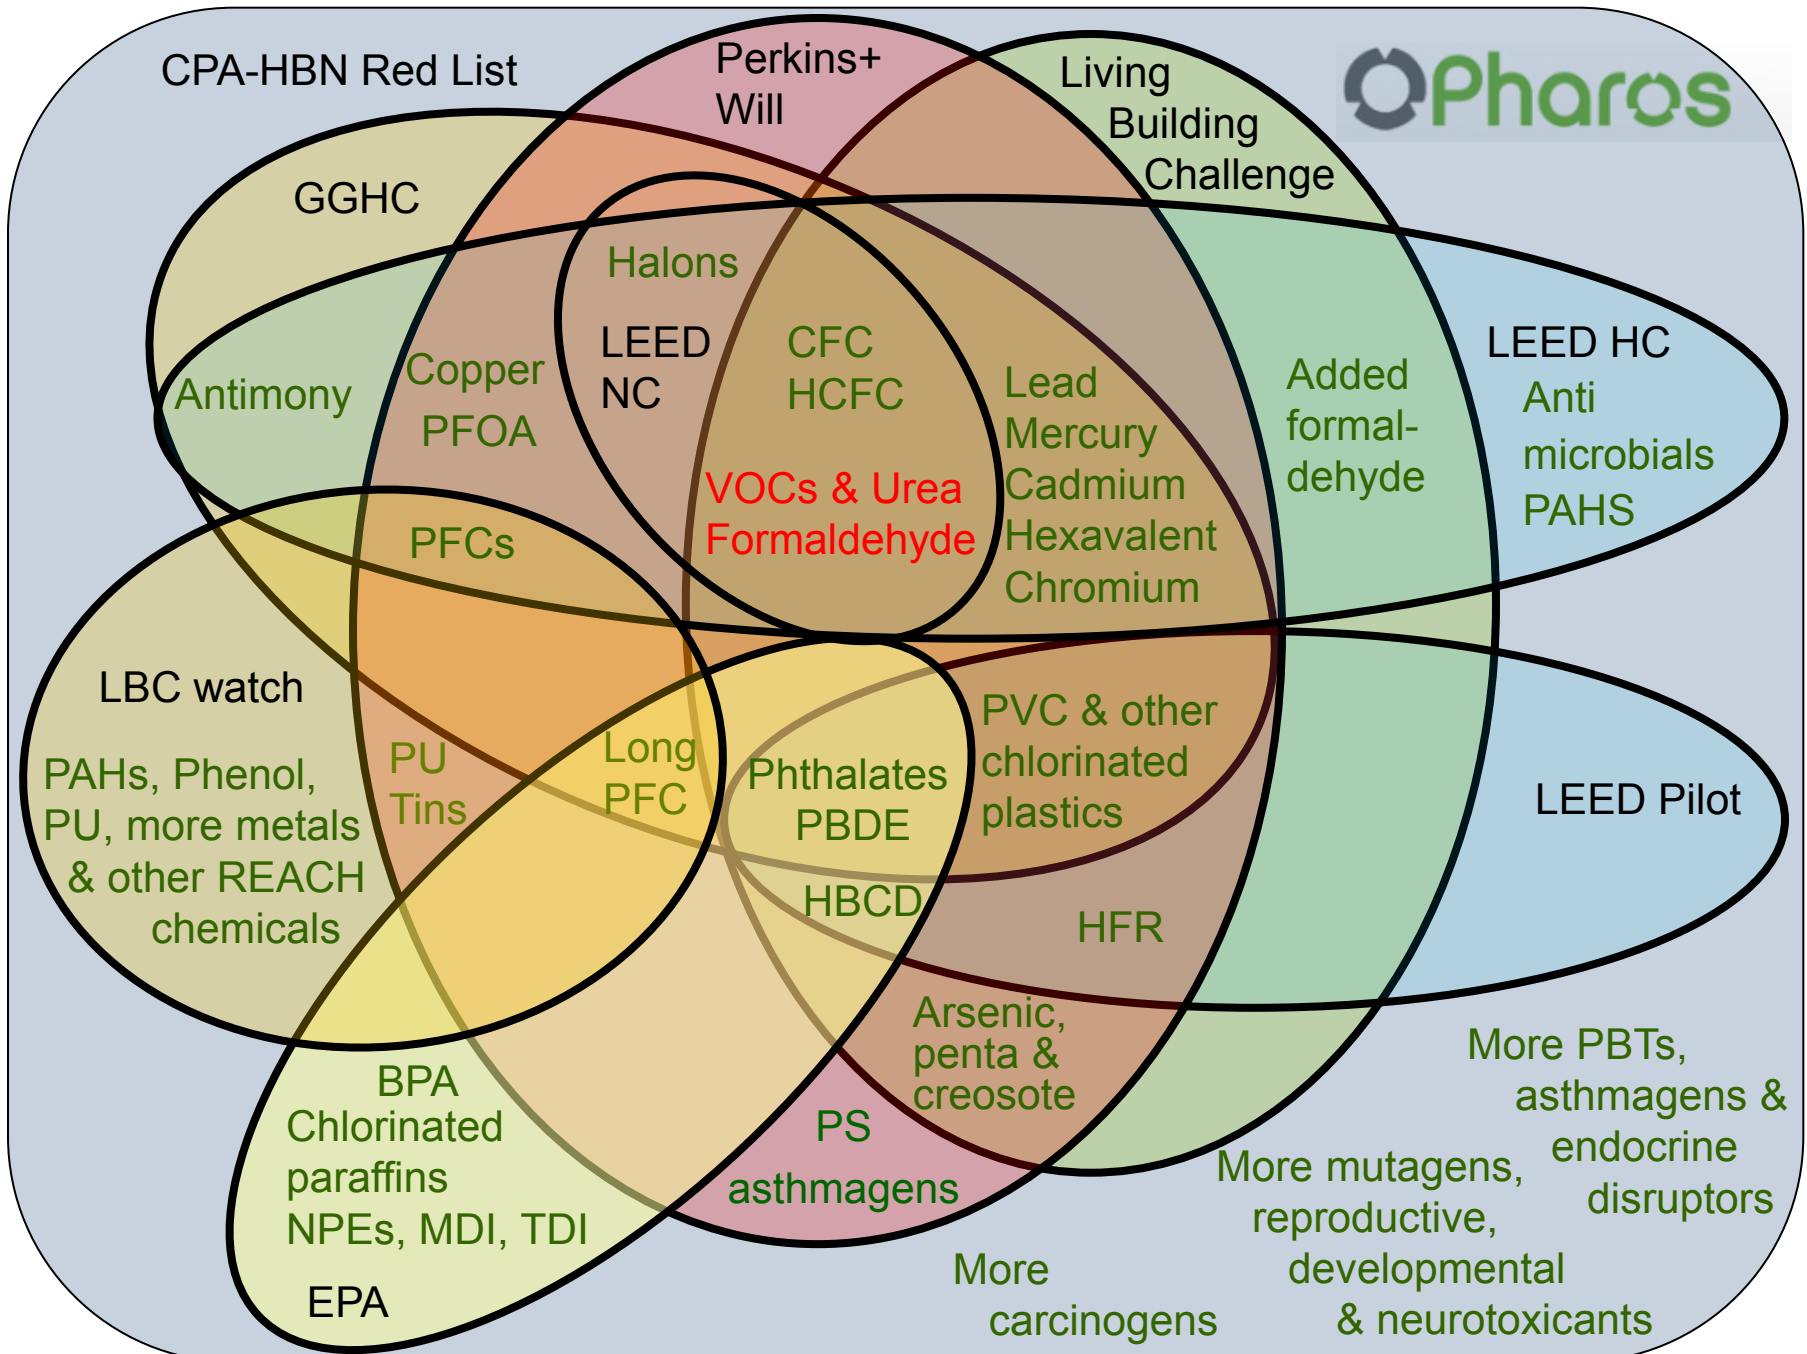 CPA-HBN Red List
Perkins+
Will
Living
Building
Challenge
Pharos
GGHC
Halons
LEED
NC
CFC
HCFC
VOCs & Urea
Formaldehyde
Antimony
Copper
PFOA
Lead
Mercury
Cadmium
Hexavalent
Chromium
Added
formal-
dehyde
LEED HC
Anti
microbials
PAHS
PFCs
LBC watch
PAHs, Phenol,
PU, more metals
& other REACH
chemicals
PU
Tins
Long
PFC
Phthalates
PBDE
HBCD
PVC & other
chlorinated
plastics
LEED Pilot
HFR
Arsenic,
penta &
creosote
BPA
Chlorinated
paraffins
NPEs, MDI, TDI
EPA
PS
asthmagens
More
carcinogens
More mutagens,
reproductive,
developmental
& neurotoxicants
More PBTs,
asthmagens &
endocrine
disruptors